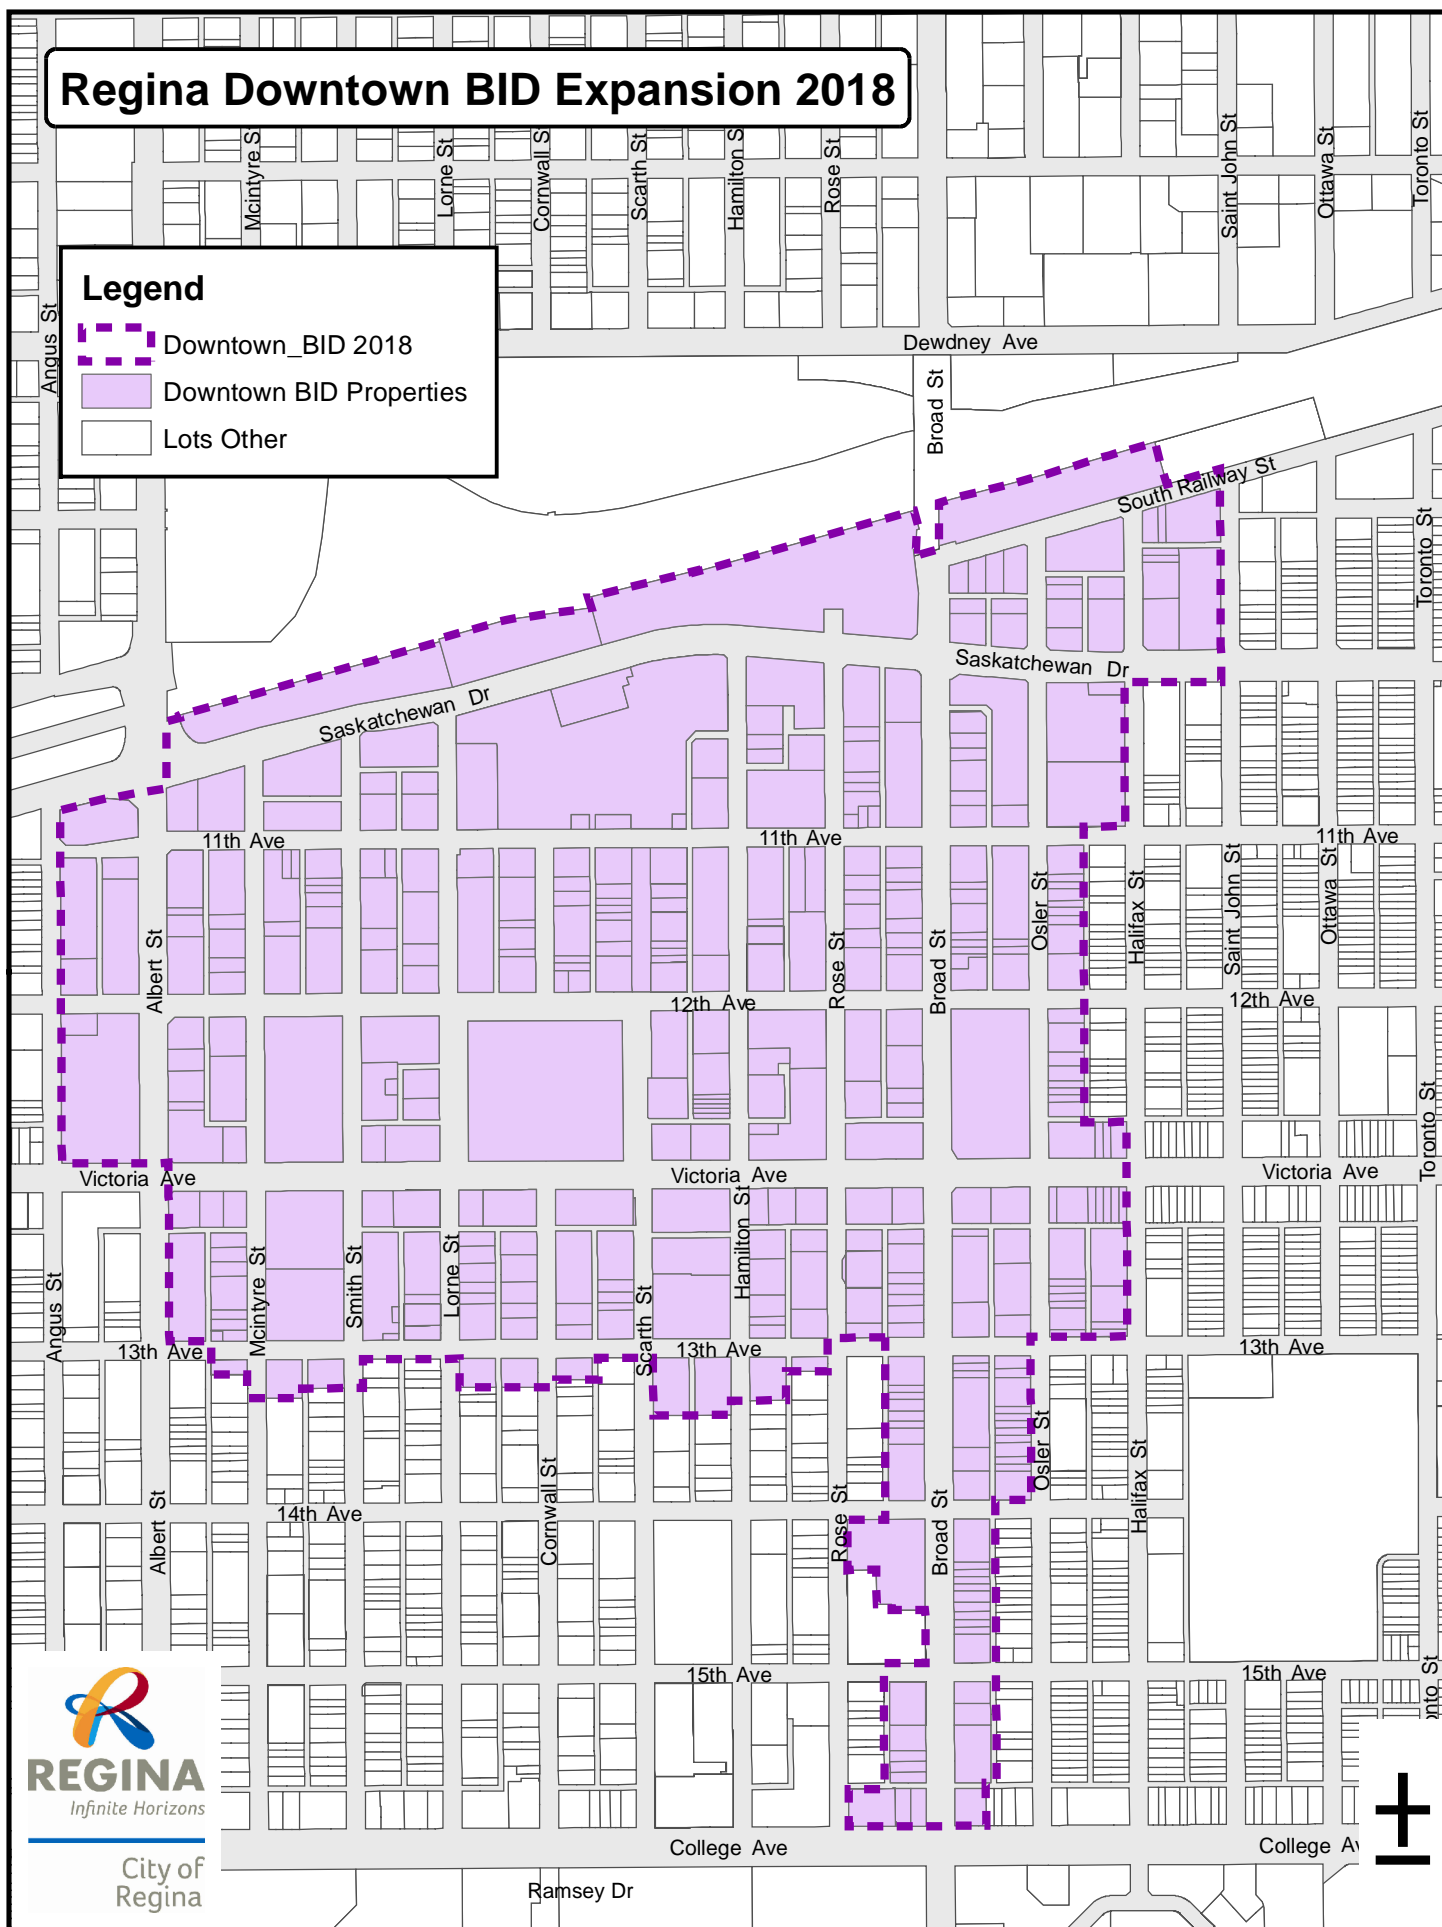 Regina Downtown BID Expansion 2018
Mcintyre St
Lorne St
Cornwall St
Scarth St
Hamilton St
Rose St
Saint John St
Ottawa St
Toronto St
Legend
Downtown_BID 2018
Downtown BID Properties
Lots Other
Angus St
Dewdney Ave
Broad St
South Railway St
Toronto St
Saskatchewan Dr
Saskatchewan Dr
11th Ave
11th Ave
11th Ave
Albert St
Rose St
Broad St
Osler St
Halifax St
Saint John St
Ottawa St
12th Ave
12th Ave
Toronto St
Victoria Ave
Victoria Ave
Victoria Ave
Angus St
Mcintyre St
Smith St
Lorne St
Scarth St
Hamilton St
13th Ave
13th Ave
13th Ave
Albert St
14th Ave
Cornwall St
Rose St
Broad St
Osler St
Halifax St
15th Ave
15th Ave
onto St
REGINA
Infinite Horizons
City of
Regina
College Ave
College Av
Ramsey Dr